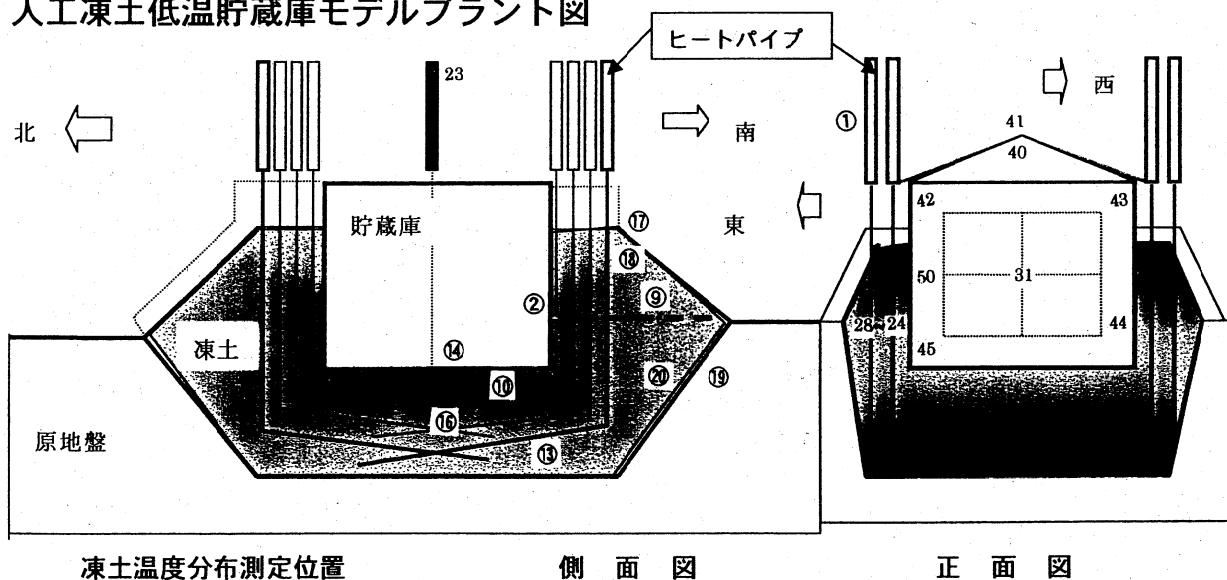 人工凍土低温貯蔵庫モデルプラント図
ヒートパイプ
23
北
南
東
西
①
41
40
42
43
貯蔵庫
⑰
⑱
②
⑨
50
31
28
24
44
凍土
⑭
45
⑩
⑳
⑲
原地盤
⑯
⑬
凍土温度分布測定位置
側面図
正面図